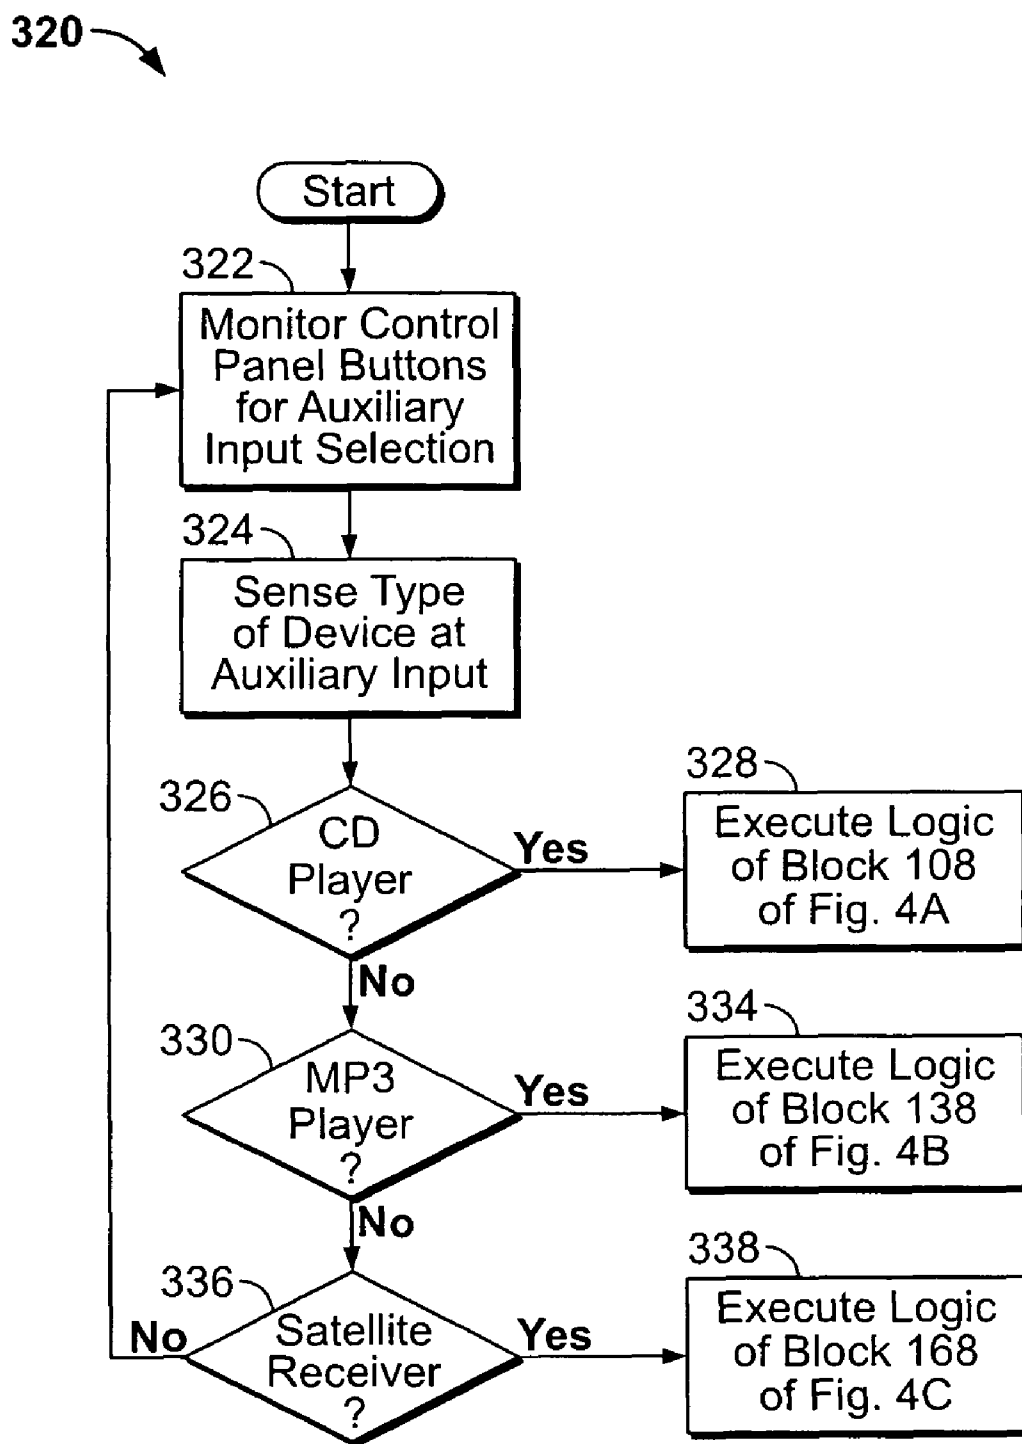 320
Start
322
Monitor Control
Panel Buttons
for Auxiliary
Input Selection
324
Sense Type
of Device at
Auxiliary Input
326
CD
Player
?
Yes
328
Execute Logic
of Block 108
of Fig. 4A
No
330
MP3
Player
?
Yes
334
Execute Logic
of Block 138
of Fig. 4B
No
336
Satellite
Receiver
?
No
Yes
338
Execute Logic
of Block 168
of Fig. 4C